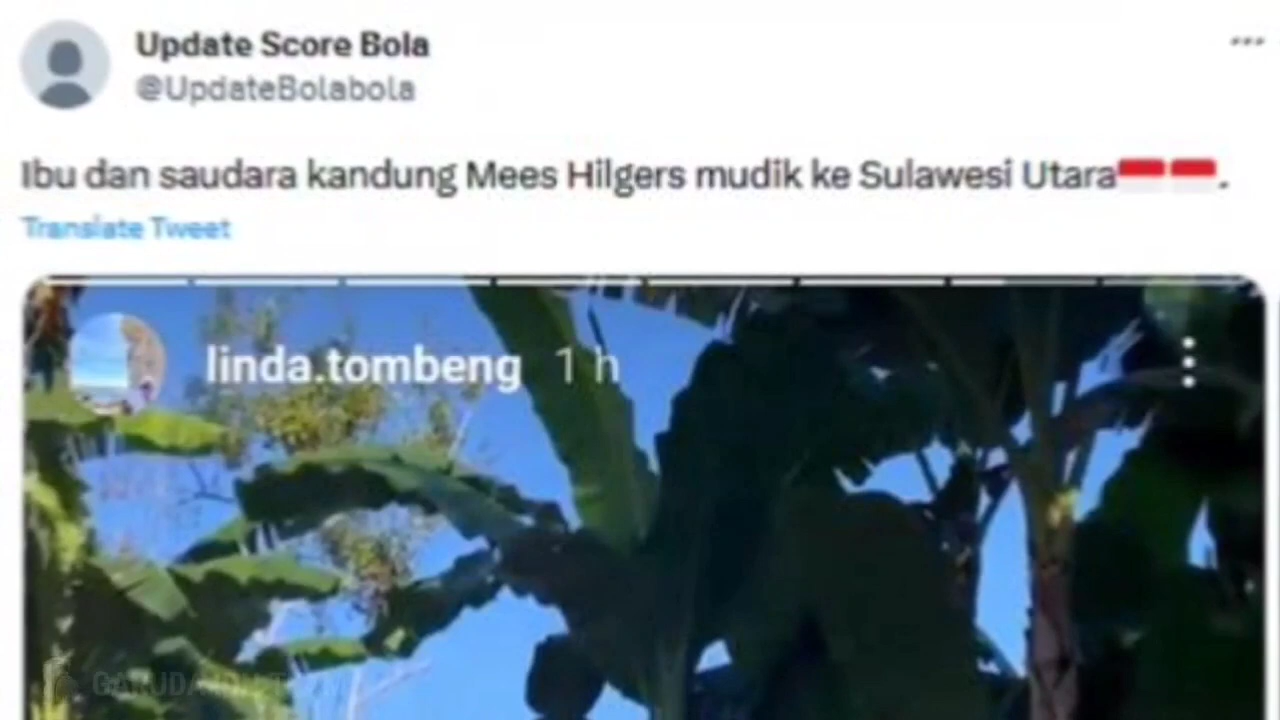 Update Score Bola
@UpdateBolabola
Ibu dan saudara kandung Mees Hilgers mudik ke Sulawesi Utara🇮🇩🇮🇩.
Translate Tweet
linda.tombeng 1 h